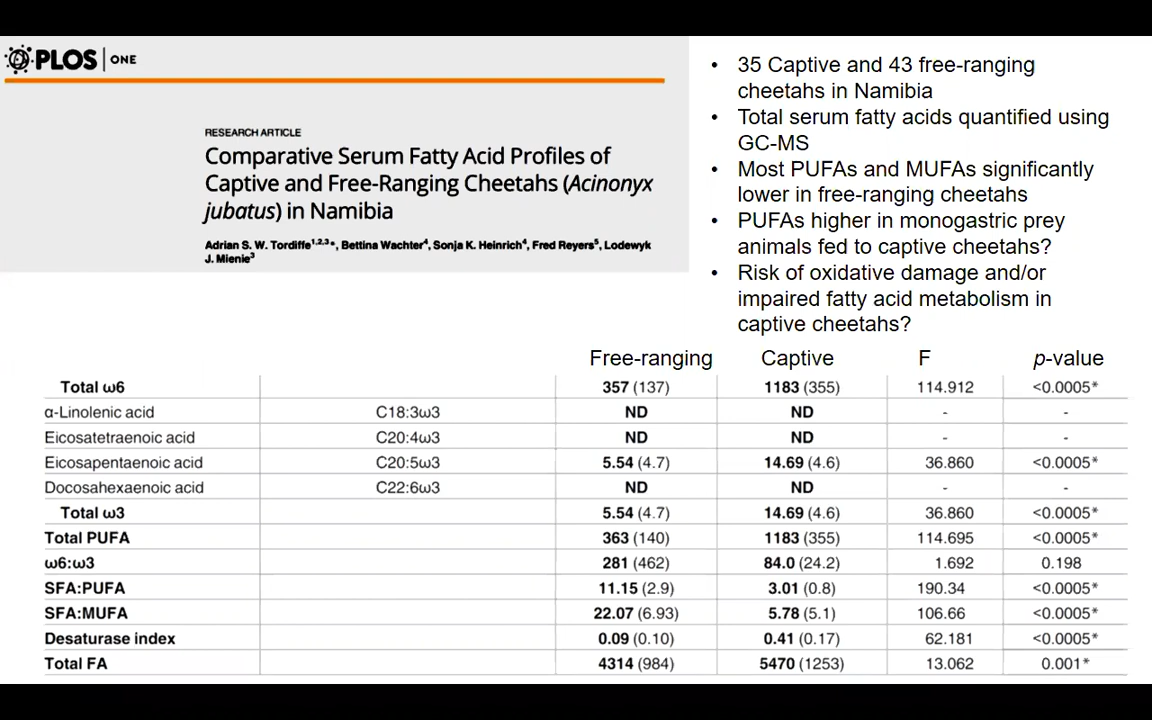 PLOS | ONE
RESEARCH ARTICLE
Comparative Serum Fatty Acid Profiles of
Captive and Free-Ranging Cheetahs (Acinonyx
jubatus) in Namibia
Adrian S. W. Tordiffe1,2,3*, Bettina Wachter4, Sonja K. Heinrich4, Fred Reyers5, Lodewyk
J. Mienie3
• 35 Captive and 43 free-ranging
cheetahs in Namibia
• Total serum fatty acids quantified using
GC-MS
• Most PUFAs and MUFAs significantly
lower in free-ranging cheetahs
• PUFAs higher in monogastric prey
animals fed to captive cheetahs?
• Risk of oxidative damage and/or
impaired fatty acid metabolism in
captive cheetahs?
Free-ranging Captive F p-value
Total ω6 357 (137) 1183 (355) 114.912 <0.0005*
α-Linolenic acid C18:3ω3 ND ND - -
Eicosatetraenoic acid C20:4ω3 ND ND - -
Eicosapentaenoic acid C20:5ω3 5.54 (4.7) 14.69 (4.6) 36.860 <0.0005*
Docosahexaenoic acid C22:6ω3 ND ND - -
Total ω3 5.54 (4.7) 14.69 (4.6) 36.860 <0.0005*
Total PUFA 363 (140) 1183 (355) 114.695 <0.0005*
ω6:ω3 281 (462) 84.0 (24.2) 1.692 0.198
SFA:PUFA 11.15 (2.9) 3.01 (0.8) 190.34 <0.0005*
SFA:MUFA 22.07 (6.93) 5.78 (5.1) 106.66 <0.0005*
Desaturase index 0.09 (0.10) 0.41 (0.17) 62.181 <0.0005*
Total FA 4314 (984) 5470 (1253) 13.062 0.001*